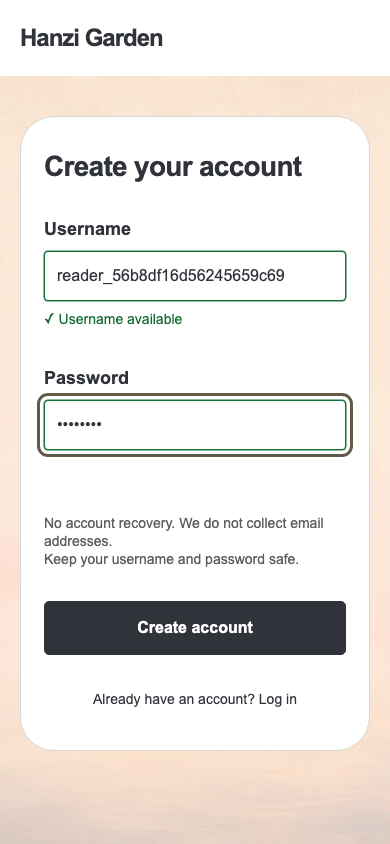 Hanzi Garden
Create your account
Username
reader_56b8df16d56245659c69
✓ Username available
Password
••••••••
No account recovery. We do not collect email
addresses.
Keep your username and password safe.
Create account
Already have an account? Log in